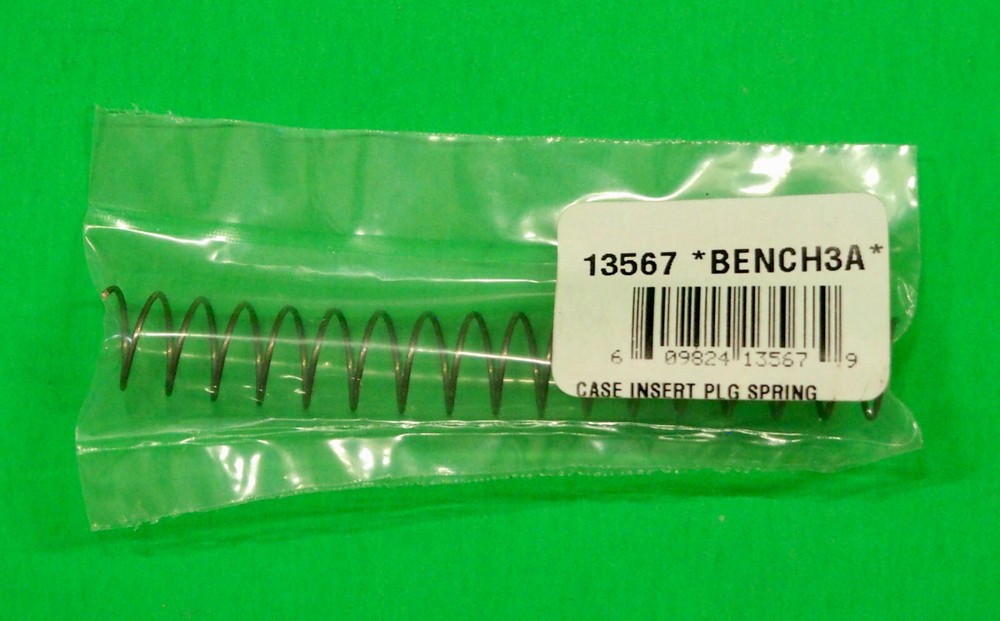 13567 *BENCH3A*
6 09824 13567 9
CASE INSERT PLG SPRING